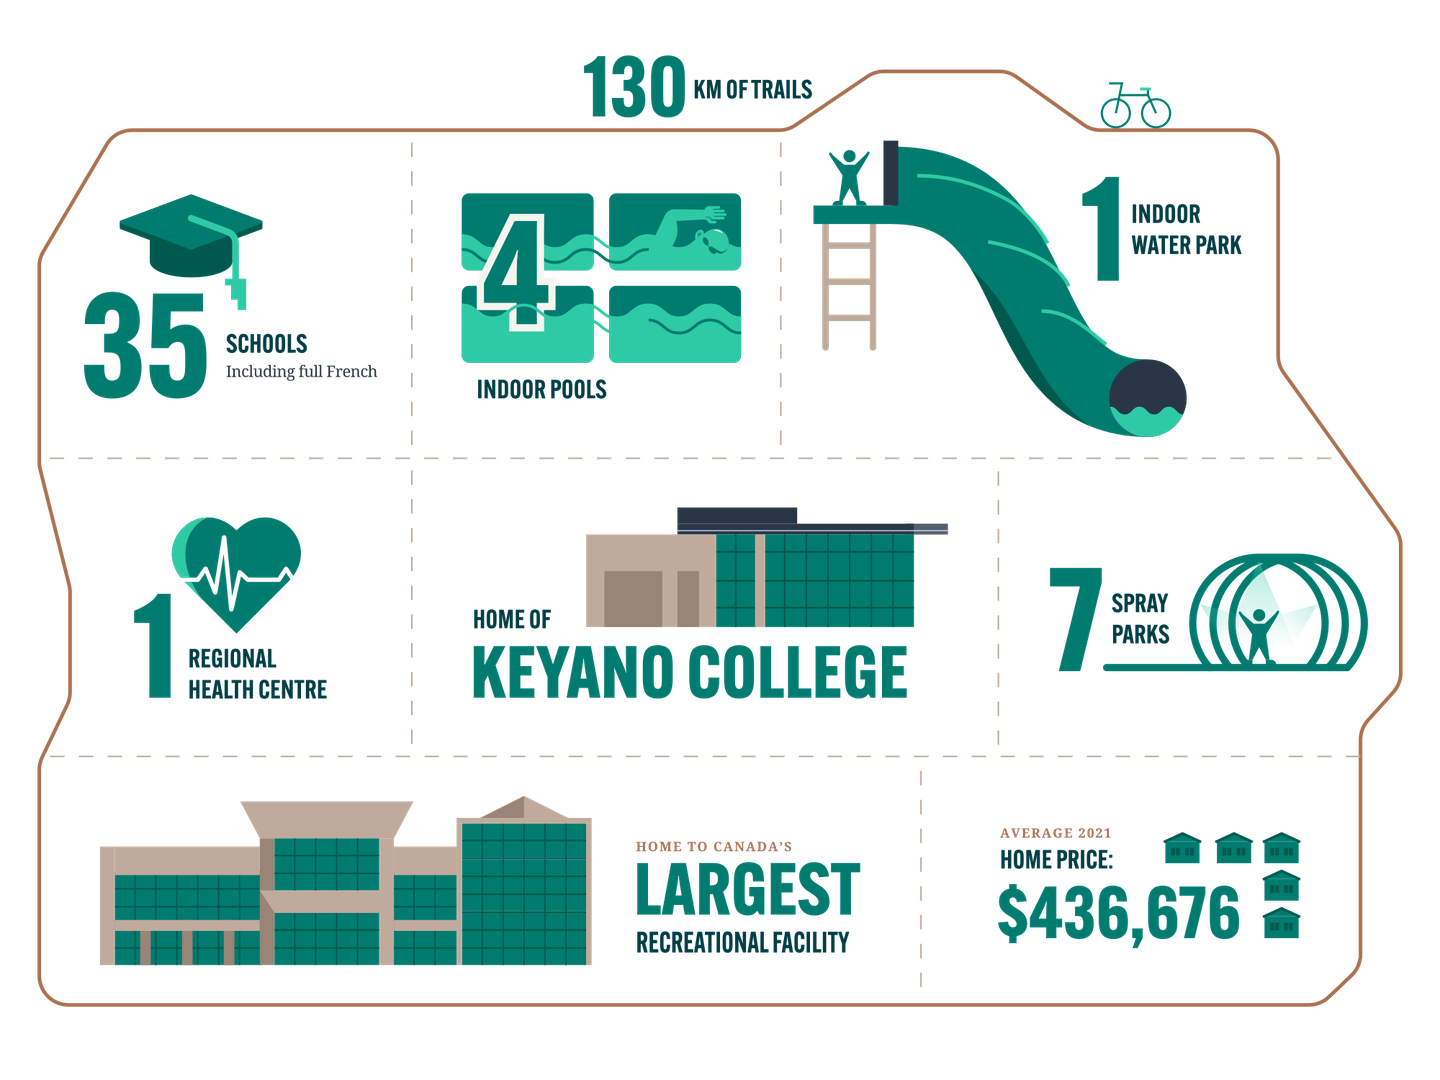 130 KM OF TRAILS
35 SCHOOLS
Including full French
4
INDOOR POOLS
1 INDOOR
WATER PARK
1 REGIONAL
HEALTH CENTRE
HOME OF
KEYANO COLLEGE
7 SPRAY
PARKS
HOME TO CANADA’S
LARGEST
RECREATIONAL FACILITY
AVERAGE 2021
HOME PRICE:
$436,676